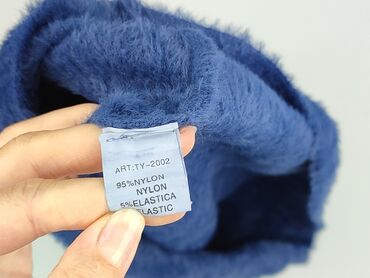 ART:TY-2002
95%NYLON
NYLON
5%ELASTICA
ELASTIC